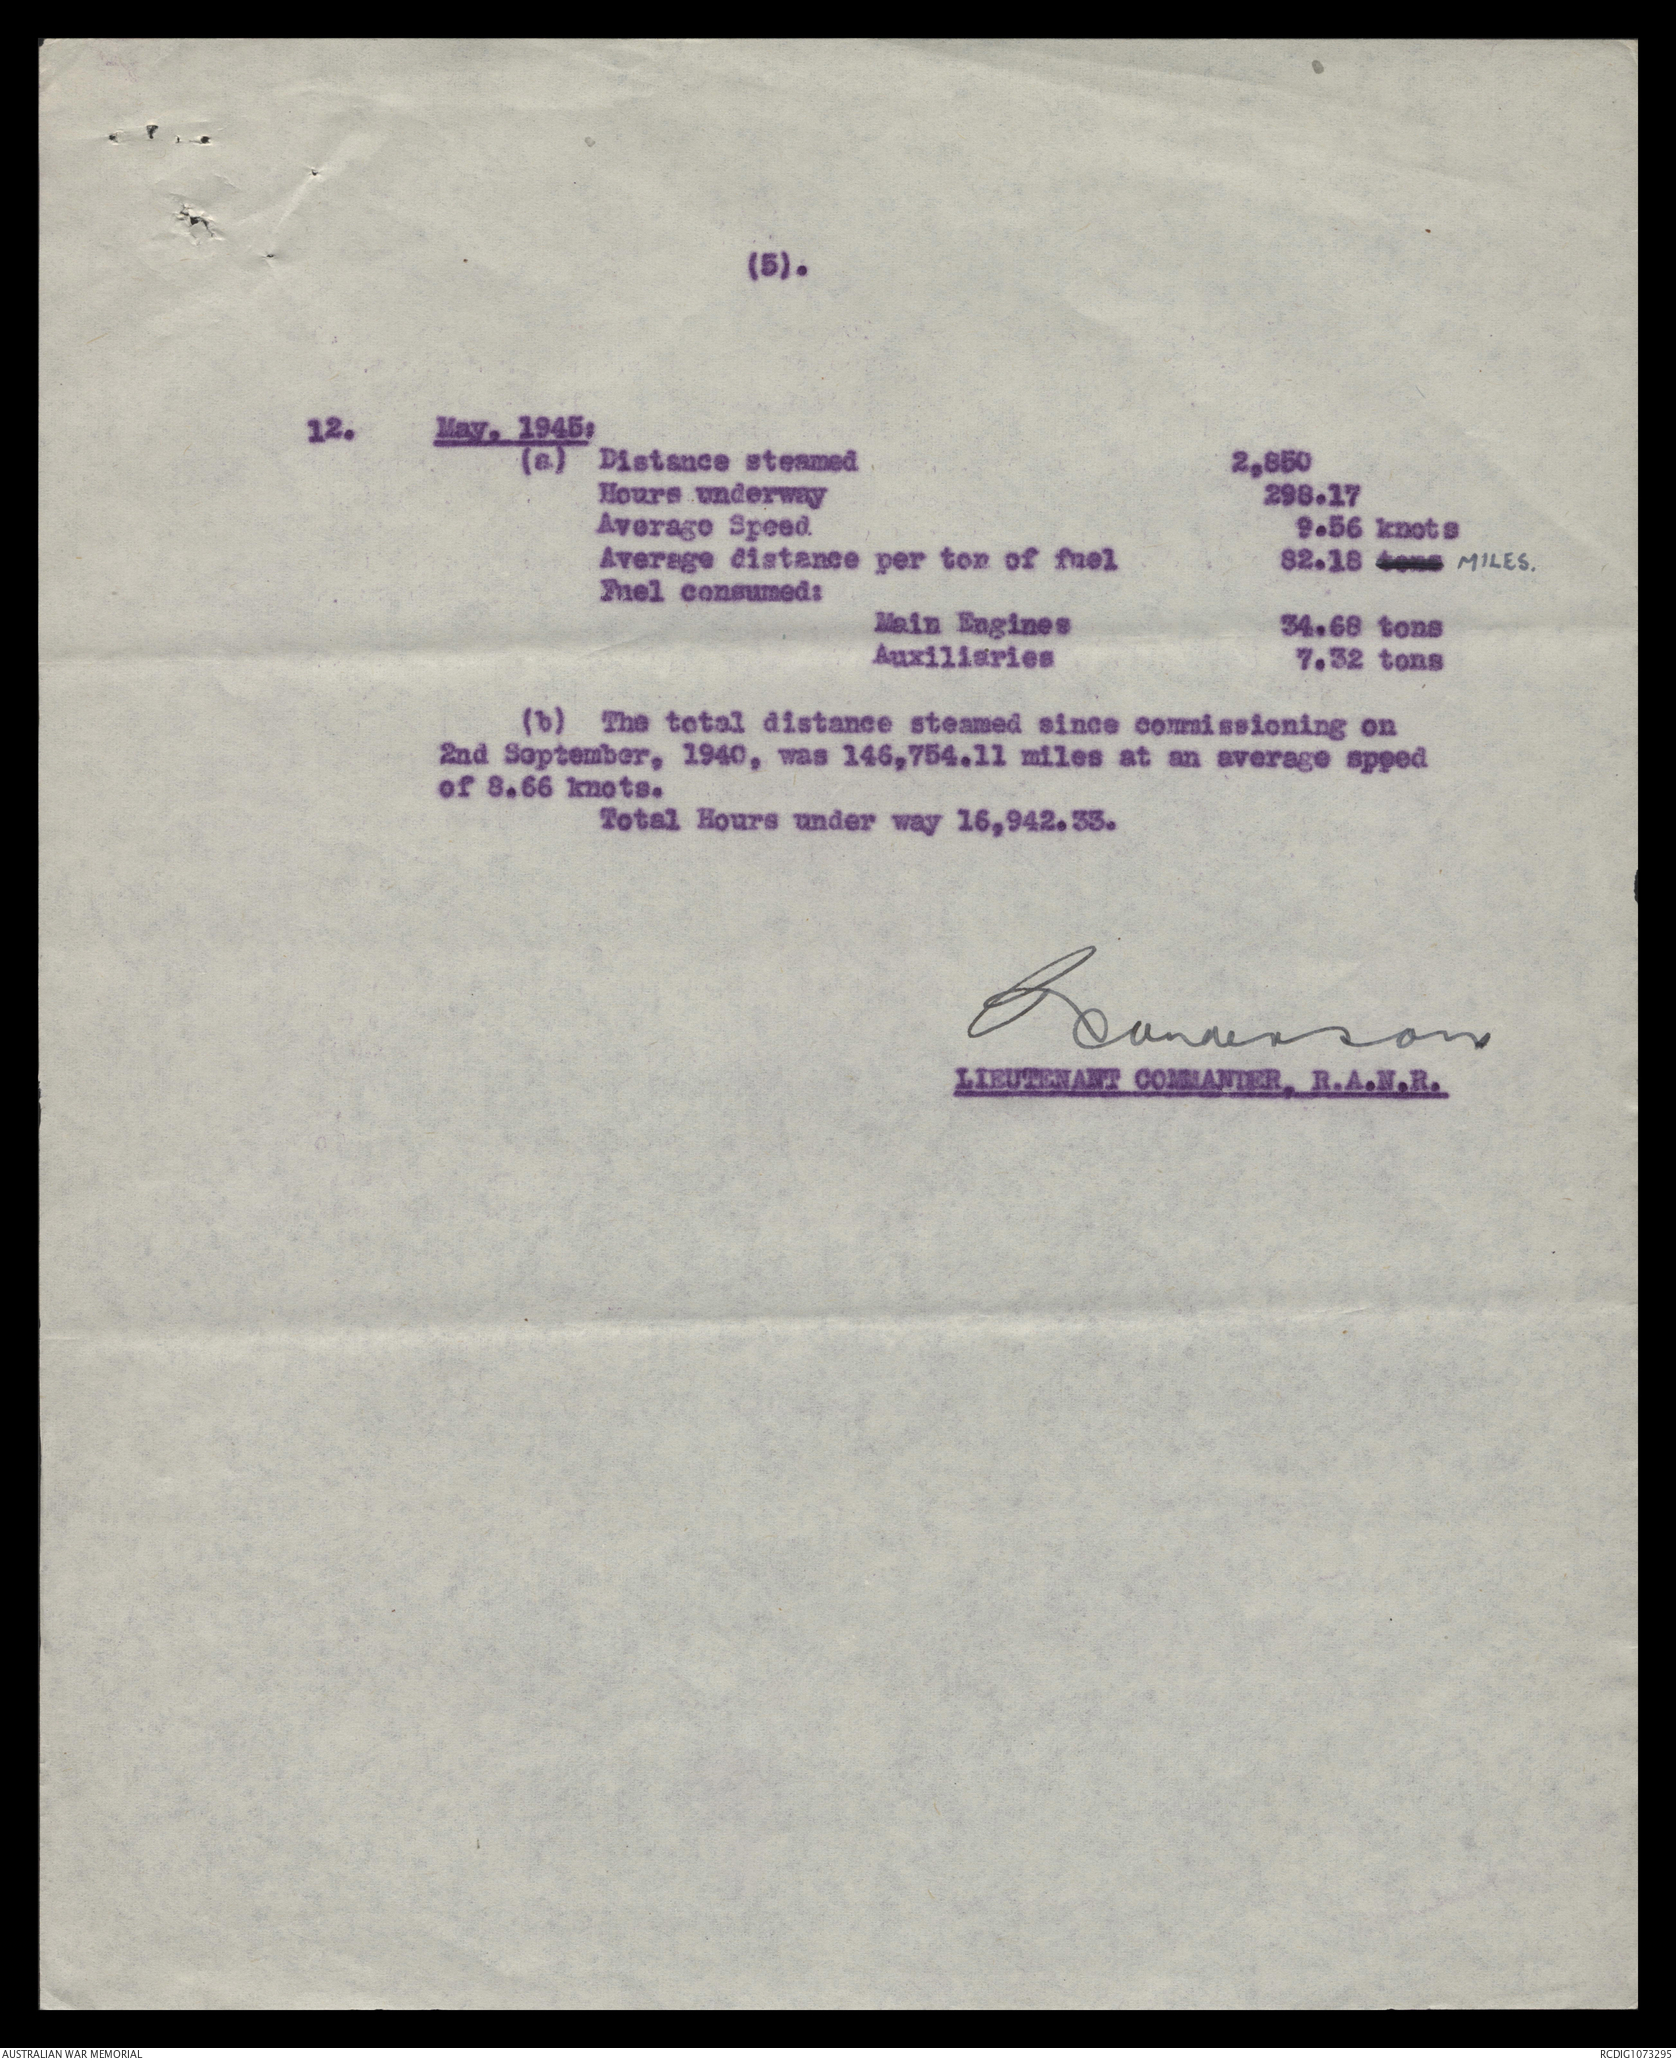 (5).
12. May, 1945:
(a) Distance steamed 2,850
Hours underway 298.17
Average Speed 9.56 knots
Average distance per ton of fuel 82.18 tons MILES.
Fuel consumed:
Main Engines 34.68 tons
Auxiliaries 7.32 tons
(b) The total distance steamed since commissioning on
2nd September, 1940, was 146,754.11 miles at an average speed
of 8.66 knots.
Total Hours under way 16,942.33.
LIEUTENANT COMMANDER, R.A.N.R.
AUSTRALIAN WAR MEMORIAL
RCDIG1073295